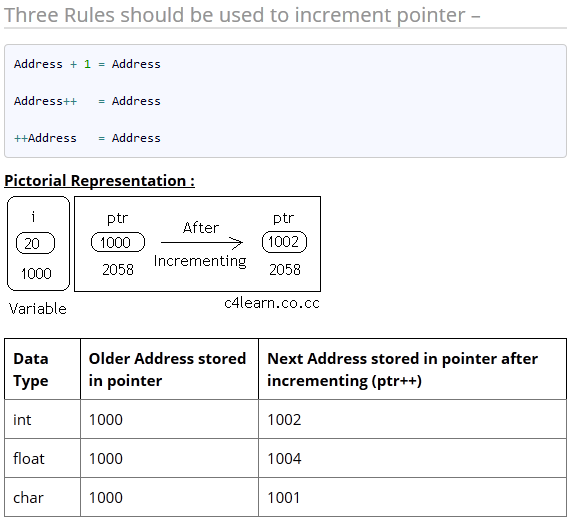 Three Rules should be used to increment pointer –
Address + 1 = Address
Address++   = Address
++Address   = Address
Pictorial Representation :
i
20
1000
Variable
ptr
1000
2058
After
Incrementing
ptr
1002
2058
c4learn.co.cc
Data Type
Older Address stored in pointer
Next Address stored in pointer after incrementing (ptr++)
int 1000 1002
float 1000 1004
char 1000 1001